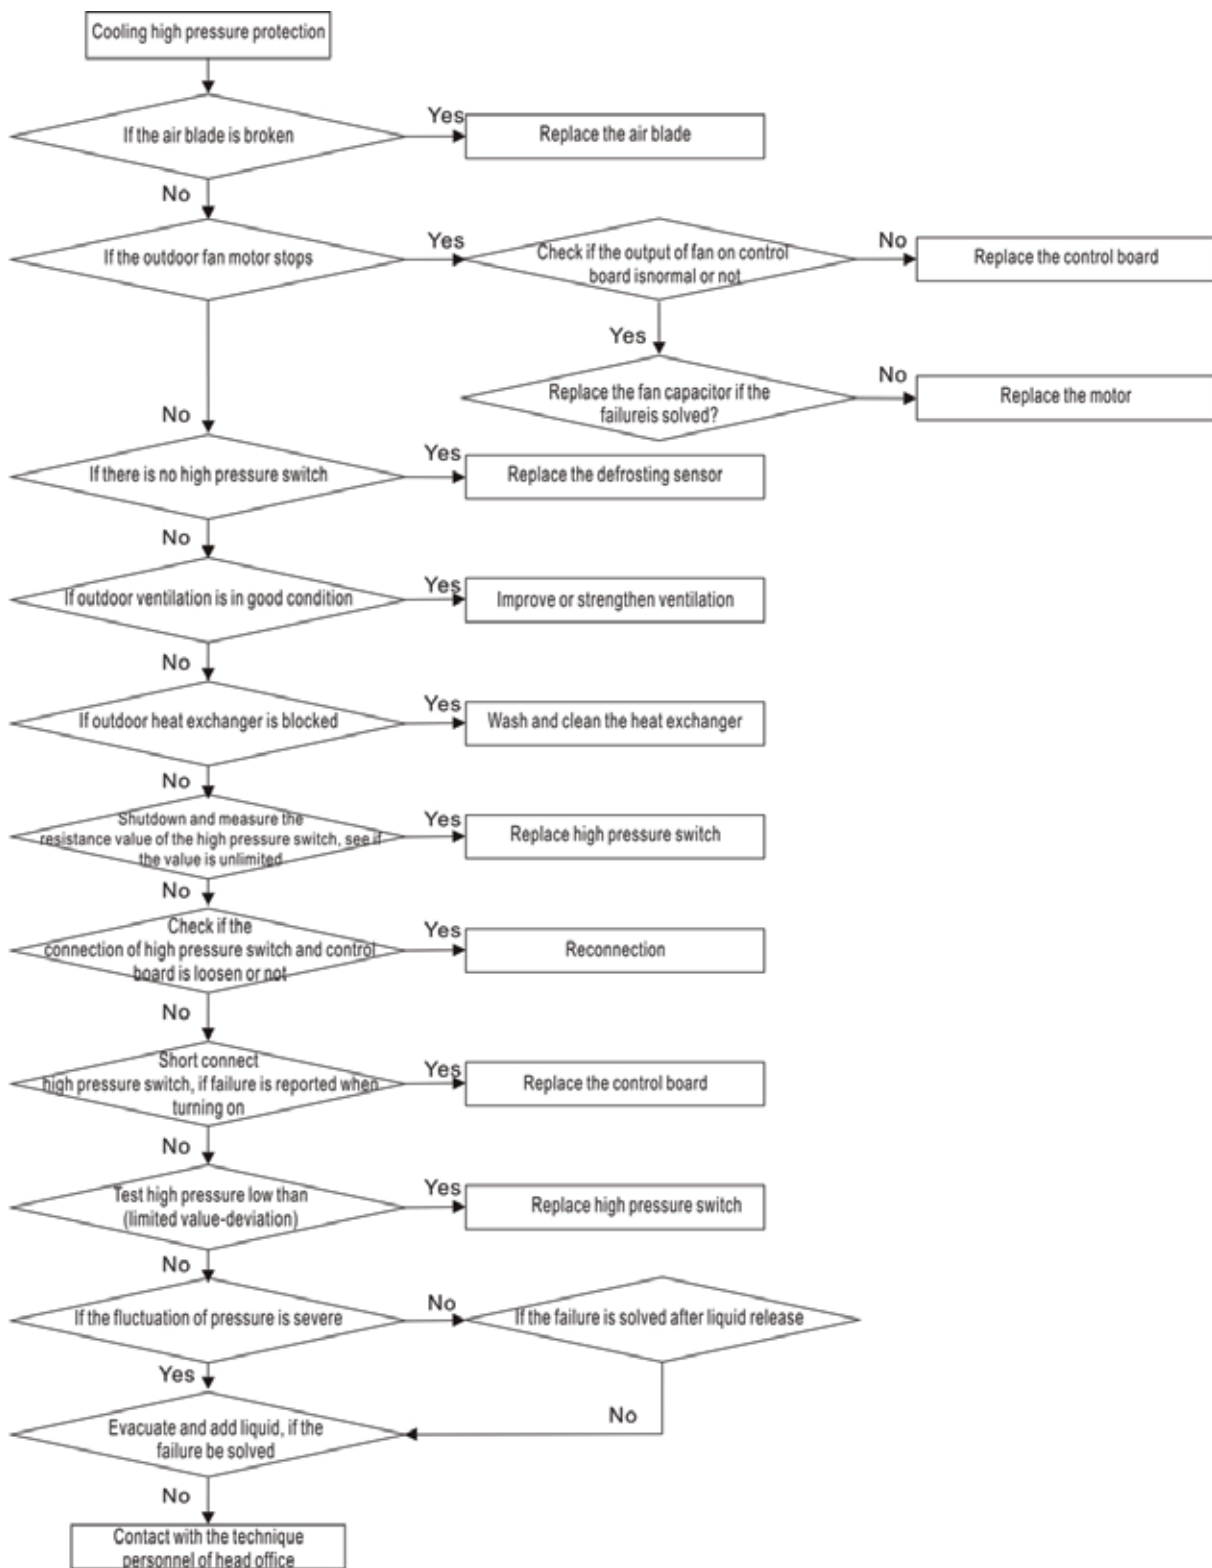 Cooling high pressure protection
If the air blade is broken
Yes
Replace the air blade
No
If the outdoor fan motor stops
Yes
Check if the output of fan on control
board isnormal or not
No
Replace the control board
Yes
Replace the fan capacitor if the
failureis solved?
No
Replace the motor
No
If there is no high pressure switch
Yes
Replace the defrosting sensor
No
If outdoor ventilation is in good condition
Yes
Improve or strengthen ventilation
No
If outdoor heat exchanger is blocked
Yes
Wash and clean the heat exchanger
No
Shutdown and measure the
resistance value of the high pressure switch, see if
the value is unlimited
Yes
Replace high pressure switch
No
Check if the
connection of high pressure switch and control
board is loosen or not
Yes
Reconnection
No
Short connect
high pressure switch, if failure is reported when
turning on
Yes
Replace the control board
No
Test high pressure low than
(limited value-deviation)
Yes
Replace high pressure switch
No
If the fluctuation of pressure is severe
No
If the failure is solved after liquid release
Yes
No
Evacuate and add liquid, if the
failure be solved
No
Contact with the technique
personnel of head office